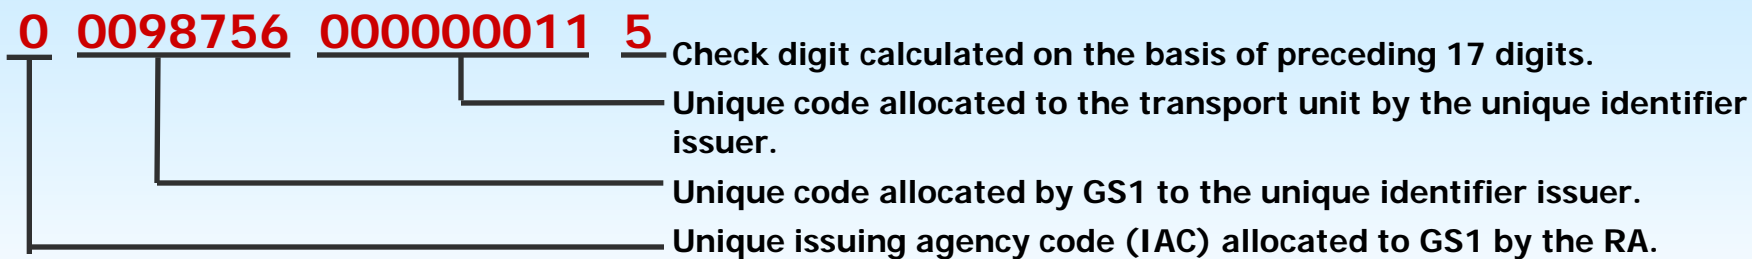 0 0098756 000000011 5
Check digit calculated on the basis of preceding 17 digits.
Unique code allocated to the transport unit by the unique identifier
issuer.
Unique code allocated by GS1 to the unique identifier issuer.
Unique issuing agency code (IAC) allocated to GS1 by the RA.